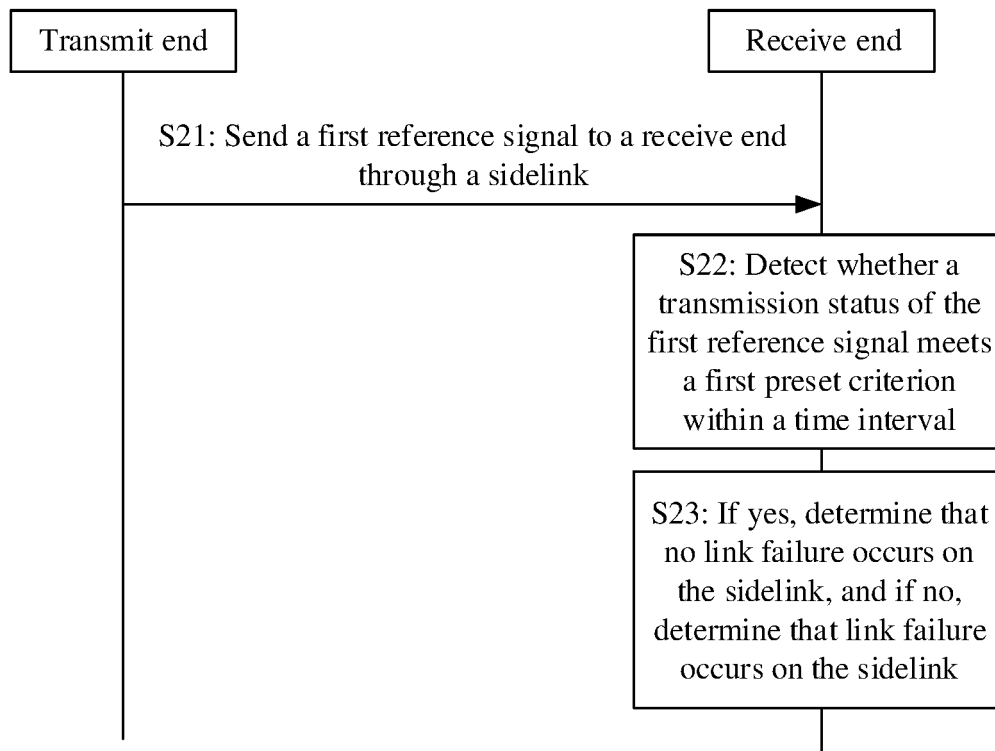 Transmit end
Receive end
S21: Send a first reference signal to a receive end
through a sidelink
S22: Detect whether a
transmission status of the
first reference signal meets
a first preset criterion
within a time interval
S23: If yes, determine that
no link failure occurs on
the sidelink, and if no,
determine that link failure
occurs on the sidelink